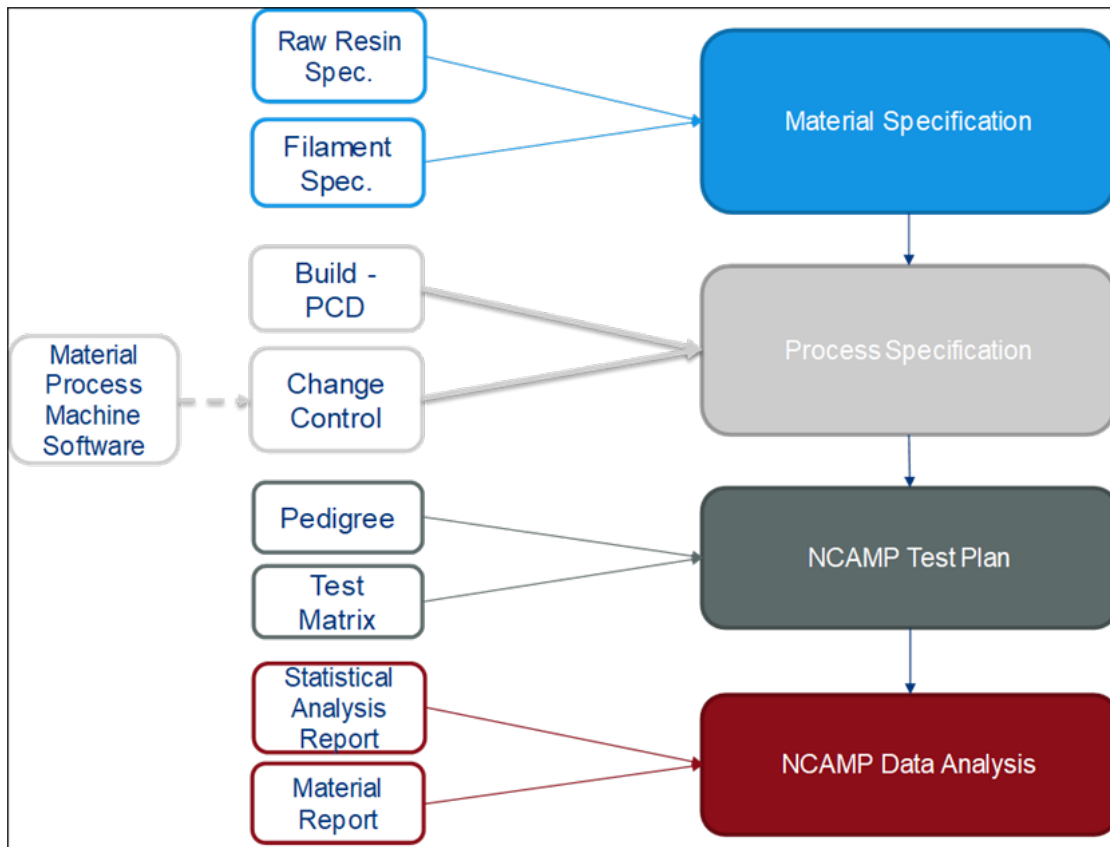 Raw Resin
Spec.
Material Specification
Filament
Spec.
Build -
PCD
Process Specification
Material
Process
Machine
Software
Change
Control
Pedigree
NCAMP Test Plan
Test
Matrix
Statistical
Analysis
Report
NCAMP Data Analysis
Material
Report